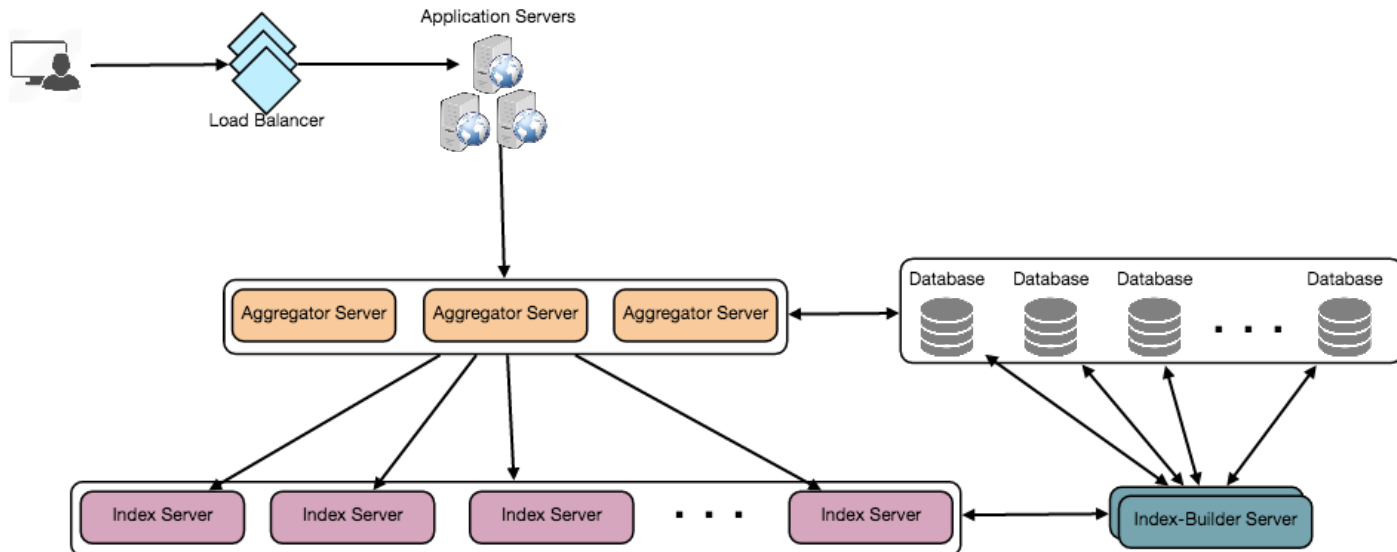 Application Servers
Load Balancer
Database
Database
Database
Database
Aggregator Server
Aggregator Server
Aggregator Server
. . .
Index Server
Index Server
Index Server
. . .
Index Server
Index-Builder Server